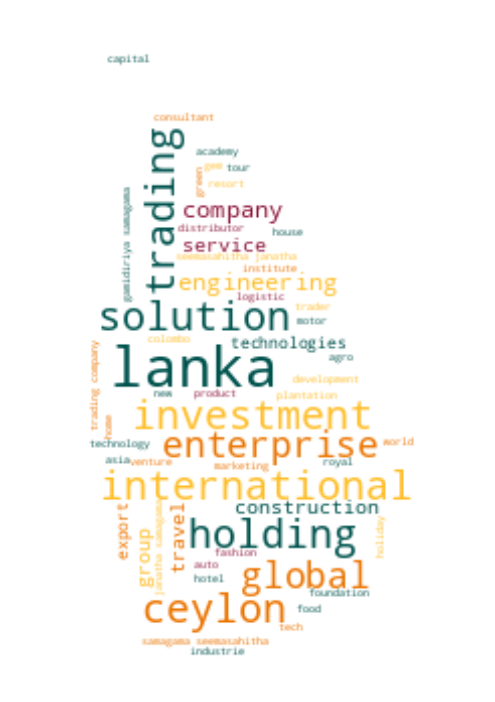 capital
consultant
trading
academy
gem tour
green
resort
gamidiriya samagama
company
distributor
house
service
seemasahitha janatha
institute
engineering
logistic
trader
solution
motor
colombo
technologies
trading company
agro
lanka
development
new
product
plantation
home
investment
technology
enterprise
world
asia
venture
marketing
royal
international
export
group
janatha samagama
travel
construction
holding
holiday
fashion
auto
global
hotel
foundation
ceylon
food
tech
samagama seemasahitha
industrie